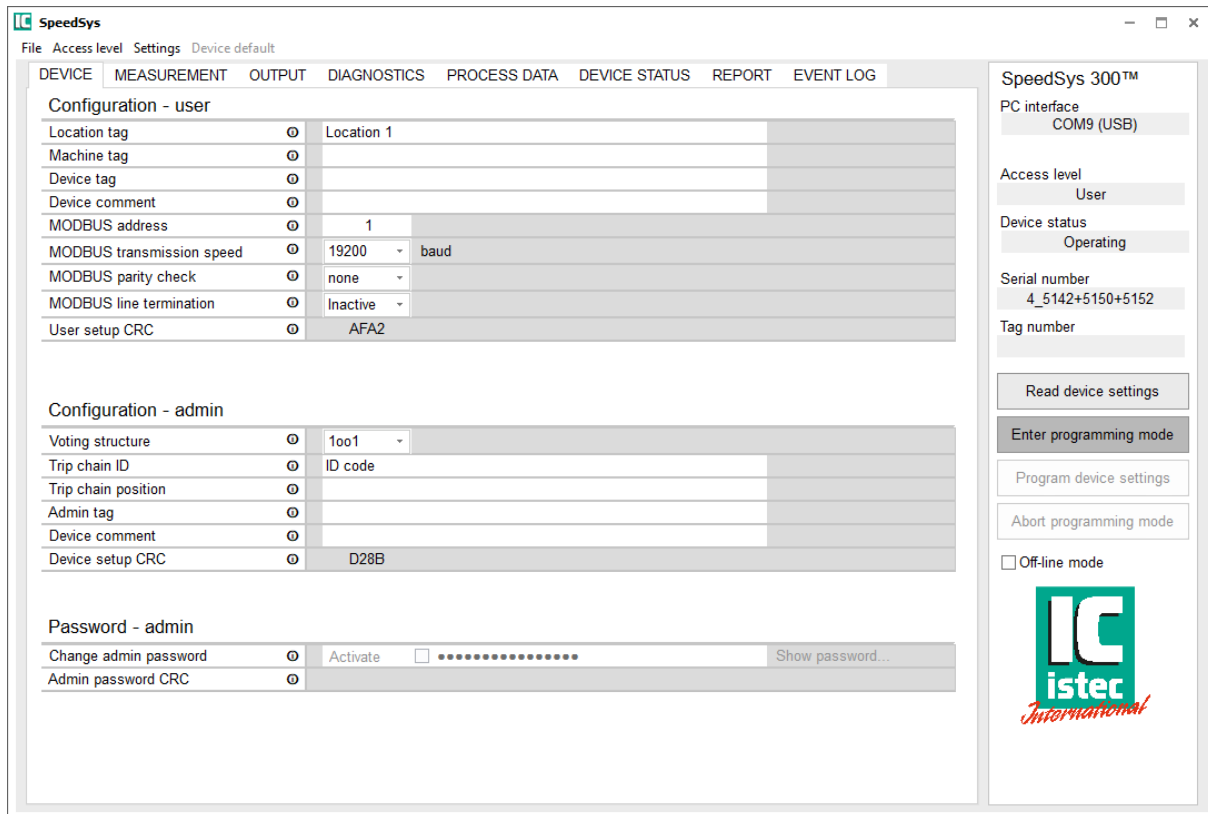 SpeedSys
File Access level Settings Device default
DEVICE MEASUREMENT OUTPUT DIAGNOSTICS PROCESS DATA DEVICE STATUS REPORT EVENT LOG
Configuration - user
Location tag Location 1
Machine tag
Device tag
Device comment
MODBUS address 1
MODBUS transmission speed 19200 baud
MODBUS parity check none
MODBUS line termination Inactive
User setup CRC AFA2
Configuration - admin
Voting structure 1oo1
Trip chain ID ID code
Trip chain position
Admin tag
Device comment
Device setup CRC D28B
Password - admin
Change admin password Activate ●●●●●●●●●●●●●●●● Show password...
Admin password CRC
SpeedSys 300™
PC interface
COM9 (USB)
Access level
User
Device status
Operating
Serial number
4_5142+5150+5152
Tag number
Read device settings
Enter programming mode
Program device settings
Abort programming mode
Off-line mode
IC
istec
International